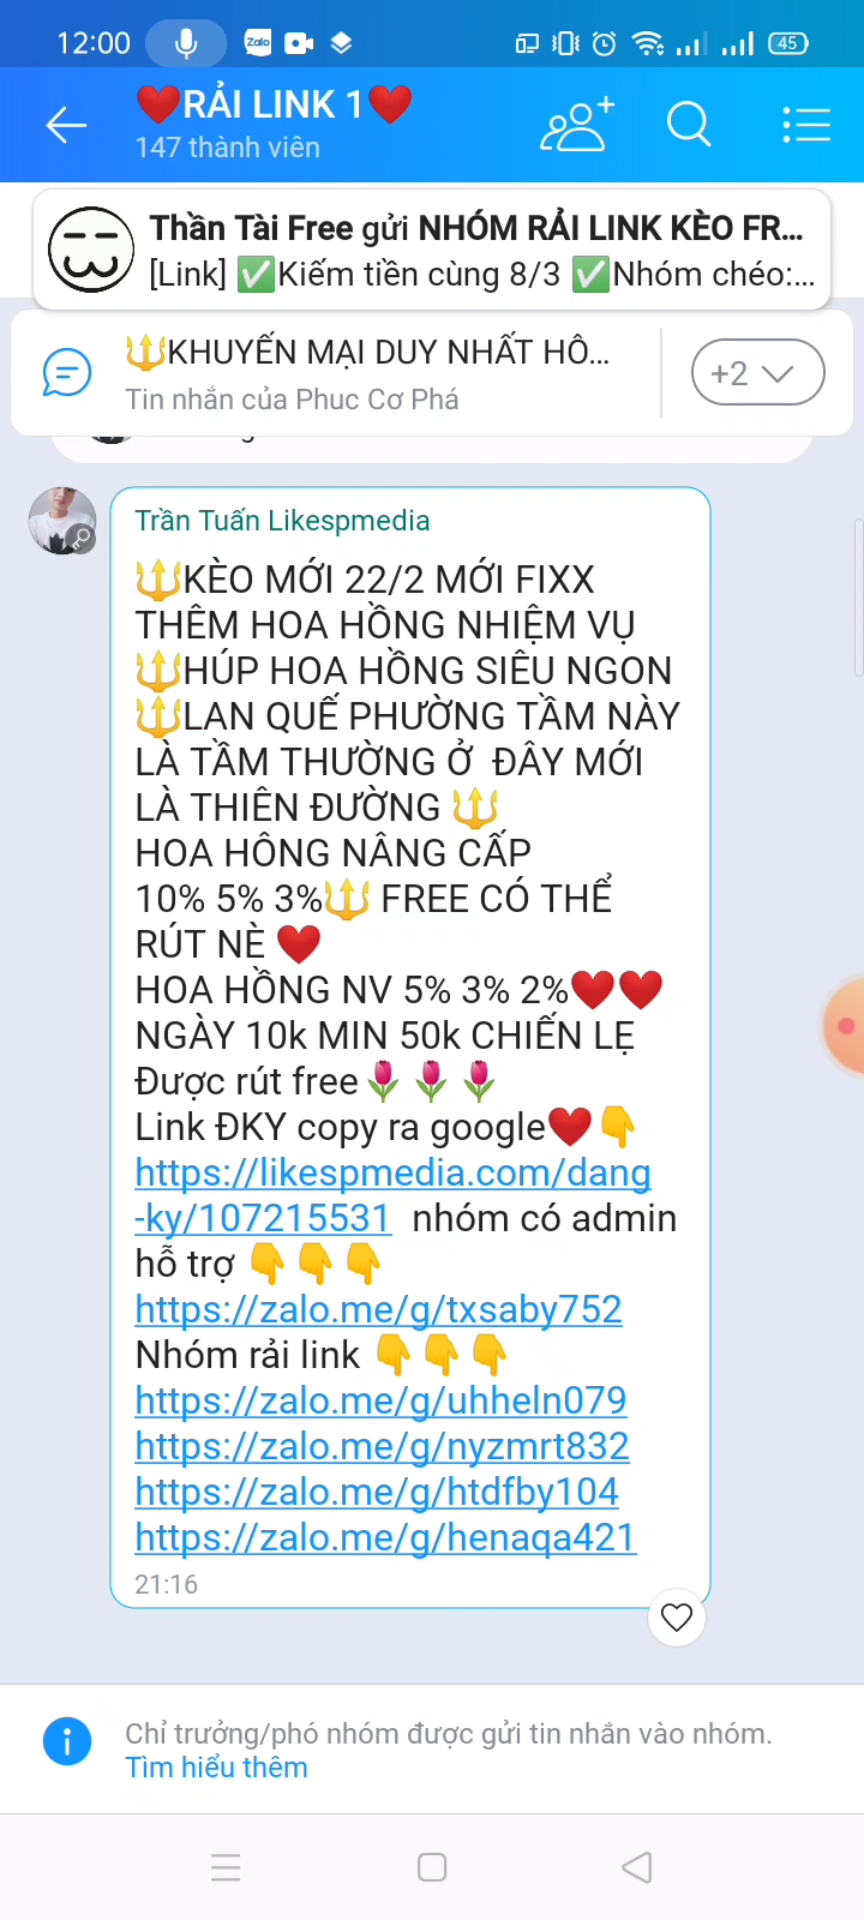 12:00
Zalo
45
❤️RẢI LINK 1❤️
147 thành viên
Thần Tài Free gửi NHÓM RẢI LINK KÈO FR...
[Link] ✅Kiếm tiền cùng 8/3 ✅Nhóm chéo:...
🔱KHUYẾN MẠI DUY NHẤT HÔ...
Tin nhắn của Phuc Cơ Phá
+2
Trần Tuấn Likespmedia
🔱KÈO MỚI 22/2 MỚI FIXX
THÊM HOA HỒNG NHIỆM VỤ
🔱HÚP HOA HỒNG SIÊU NGON
🔱LAN QUẾ PHƯỜNG TẦM NÀY
LÀ TẦM THƯỜNG Ở  ĐÂY MỚI
LÀ THIÊN ĐƯỜNG 🔱
HOA HÔNG NÂNG CẤP
10% 5% 3%🔱 FREE CÓ THỂ
RÚT NÈ ❤️
HOA HỒNG NV 5% 3% 2%❤️❤️
NGÀY 10k MIN 50k CHIẾN LẸ
Được rút free🌷🌷🌷
Link ĐKY copy ra google❤️👇
https://likespmedia.com/dang
-ky/107215531  nhóm có admin
hỗ trợ 👇👇👇
https://zalo.me/g/txsaby752
Nhóm rải link 👇👇👇
https://zalo.me/g/uhheln079
https://zalo.me/g/nyzmrt832
https://zalo.me/g/htdfby104
https://zalo.me/g/henaqa421
21:16
Chỉ trưởng/phó nhóm được gửi tin nhắn vào nhóm.
Tìm hiểu thêm